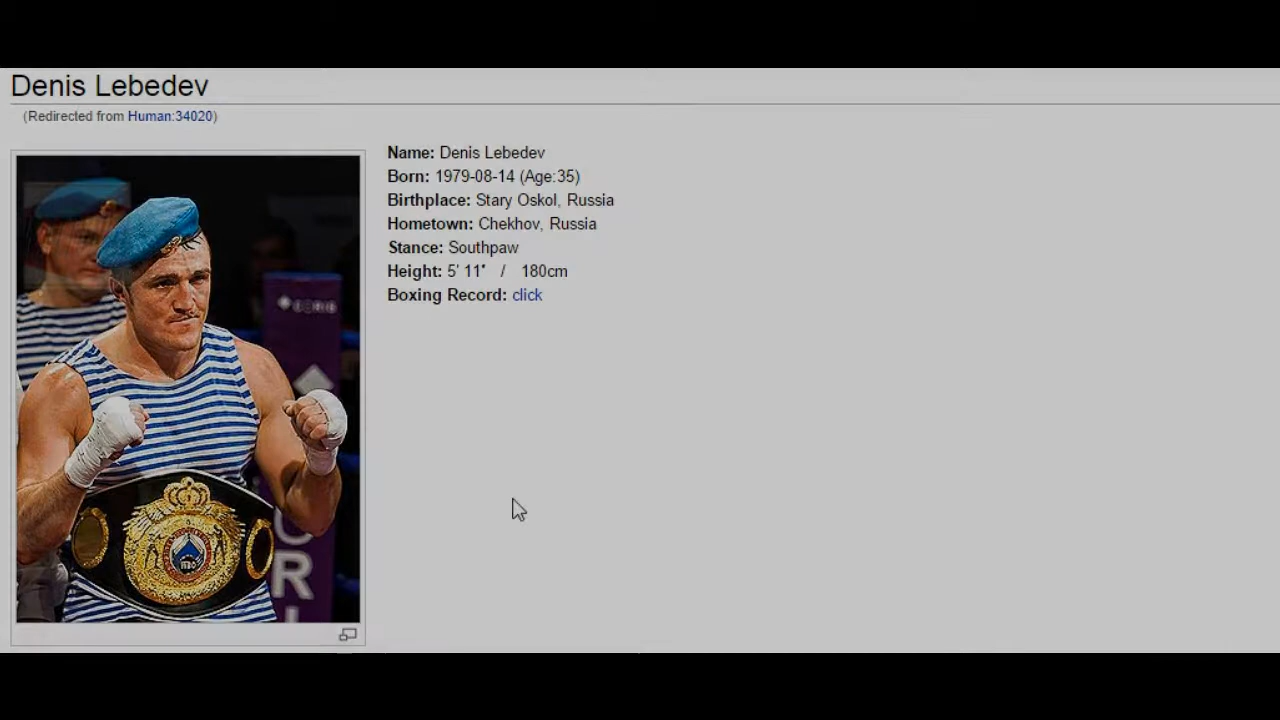 Denis Lebedev
(Redirected from Human:34020)
Name: Denis Lebedev
Born: 1979-08-14 (Age:35)
Birthplace: Stary Oskol, Russia
Hometown: Chekhov, Russia
Stance: Southpaw
Height: 5' 11" / 180cm
Boxing Record: click